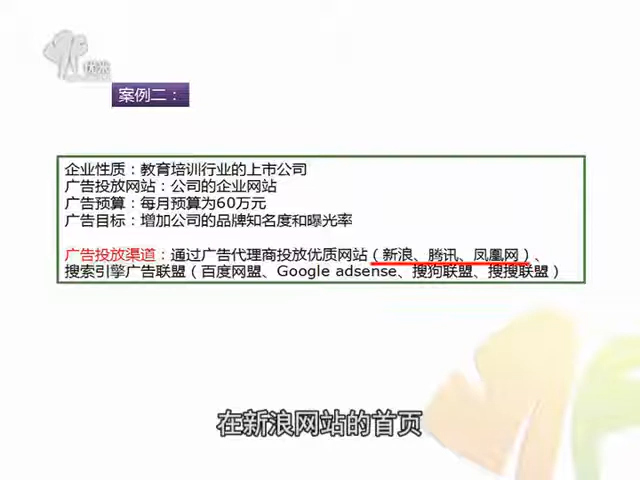 优米
案例二：
企业性质：教育培训行业的上市公司
广告投放网站：公司的企业网站
广告预算：每月预算为60万元
广告目标：增加公司的品牌知名度和曝光率
广告投放渠道：通过广告代理商投放优质网站（新浪、腾讯、凤凰网）、
搜索引擎广告联盟（百度网盟、Google adsense、搜狗联盟、搜搜联盟）
在新浪网站的首页